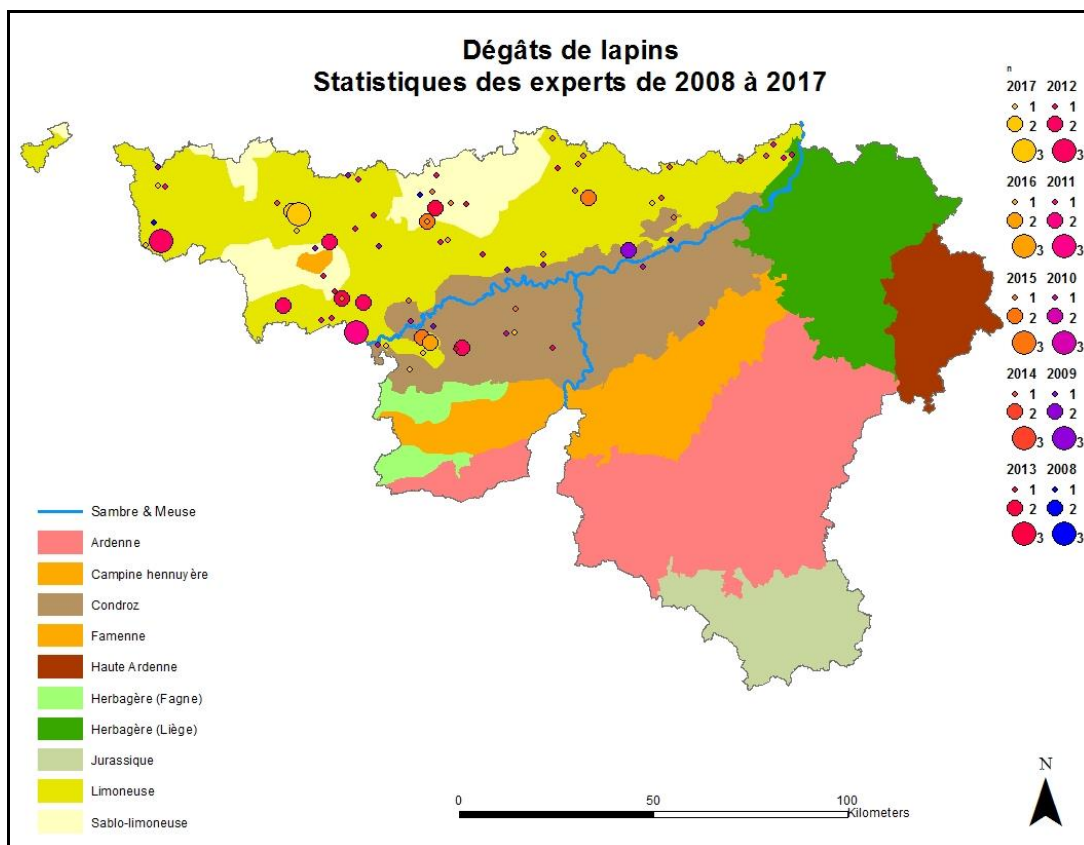 Dégâts de lapins
Statistiques des experts de 2008 à 2017
n
2017 2012
1 1
2 2
3 3
2016 2011
1 1
2 2
3 3
2015 2010
1 1
2 2
3 3
2014 2009
1 1
2 2
3 3
2013 2008
1 1
2 2
3 3
Sambre & Meuse
Ardenne
Campine hennuyère
Condroz
Famenne
Haute Ardenne
Herbagère (Fagne)
Herbagère (Liège)
Jurassique
Limoneuse
Sablo-limoneuse
0 50 100
Kilometers
N